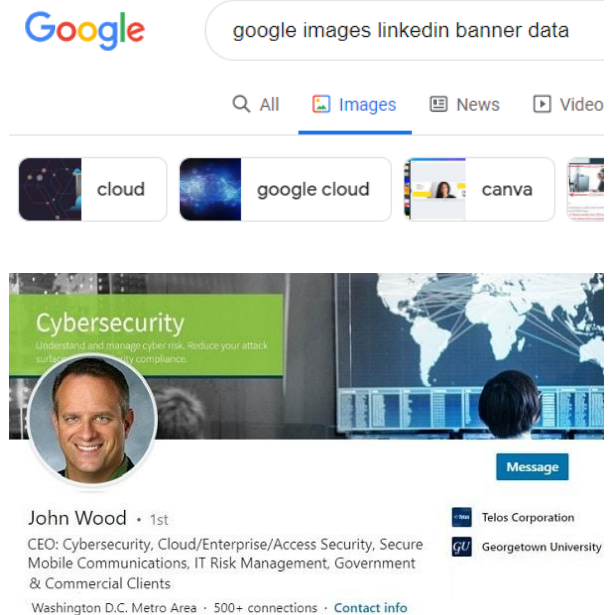 Google
google images linkedin banner data
All
Images
News
Video
cloud
google cloud
canva
Cybersecurity
Understand and manage cyber risk. Reduce your attack
compliance.
Message
John Wood • 1st
Telos Corporation
CEO: Cybersecurity, Cloud/Enterprise/Access Security, Secure
GU
Georgetown University
Mobile Communications, IT Risk Management, Government
& Commercial Clients
Washington D.C. Metro Area · 500+ connections · Contact info